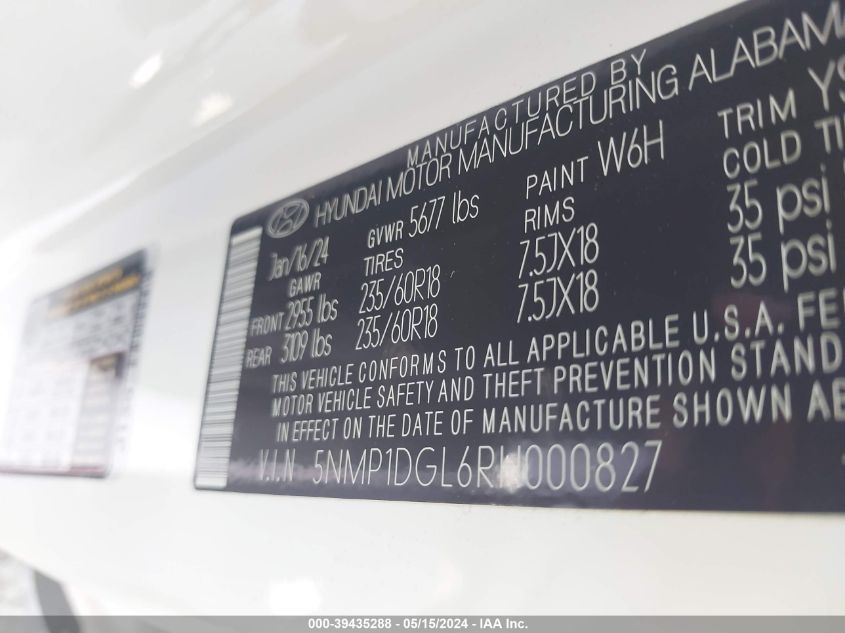 MANUFACTURED BY
HYUNDAI MOTOR MANUFACTURING ALABAMA
Jan/16/24 GVWR 5677 lbs PAINT W6H TRIM
GAWR TIRES RIMS COLD
FRONT 2955 lbs 235/60R18 7.5JX18 35 psi
REAR 3109 lbs 235/60R18 7.5JX18 35 psi
THIS VEHICLE CONFORMS TO ALL APPLICABLE U.S.A.
MOTOR VEHICLE SAFETY AND THEFT PREVENTION STAND
IN EFFECT ON THE DATE OF MANUFACTURE SHOWN
V.I.N 5NMP1DGL6RH000827
000-39435288 - 05/15/2024 - IAA Inc.